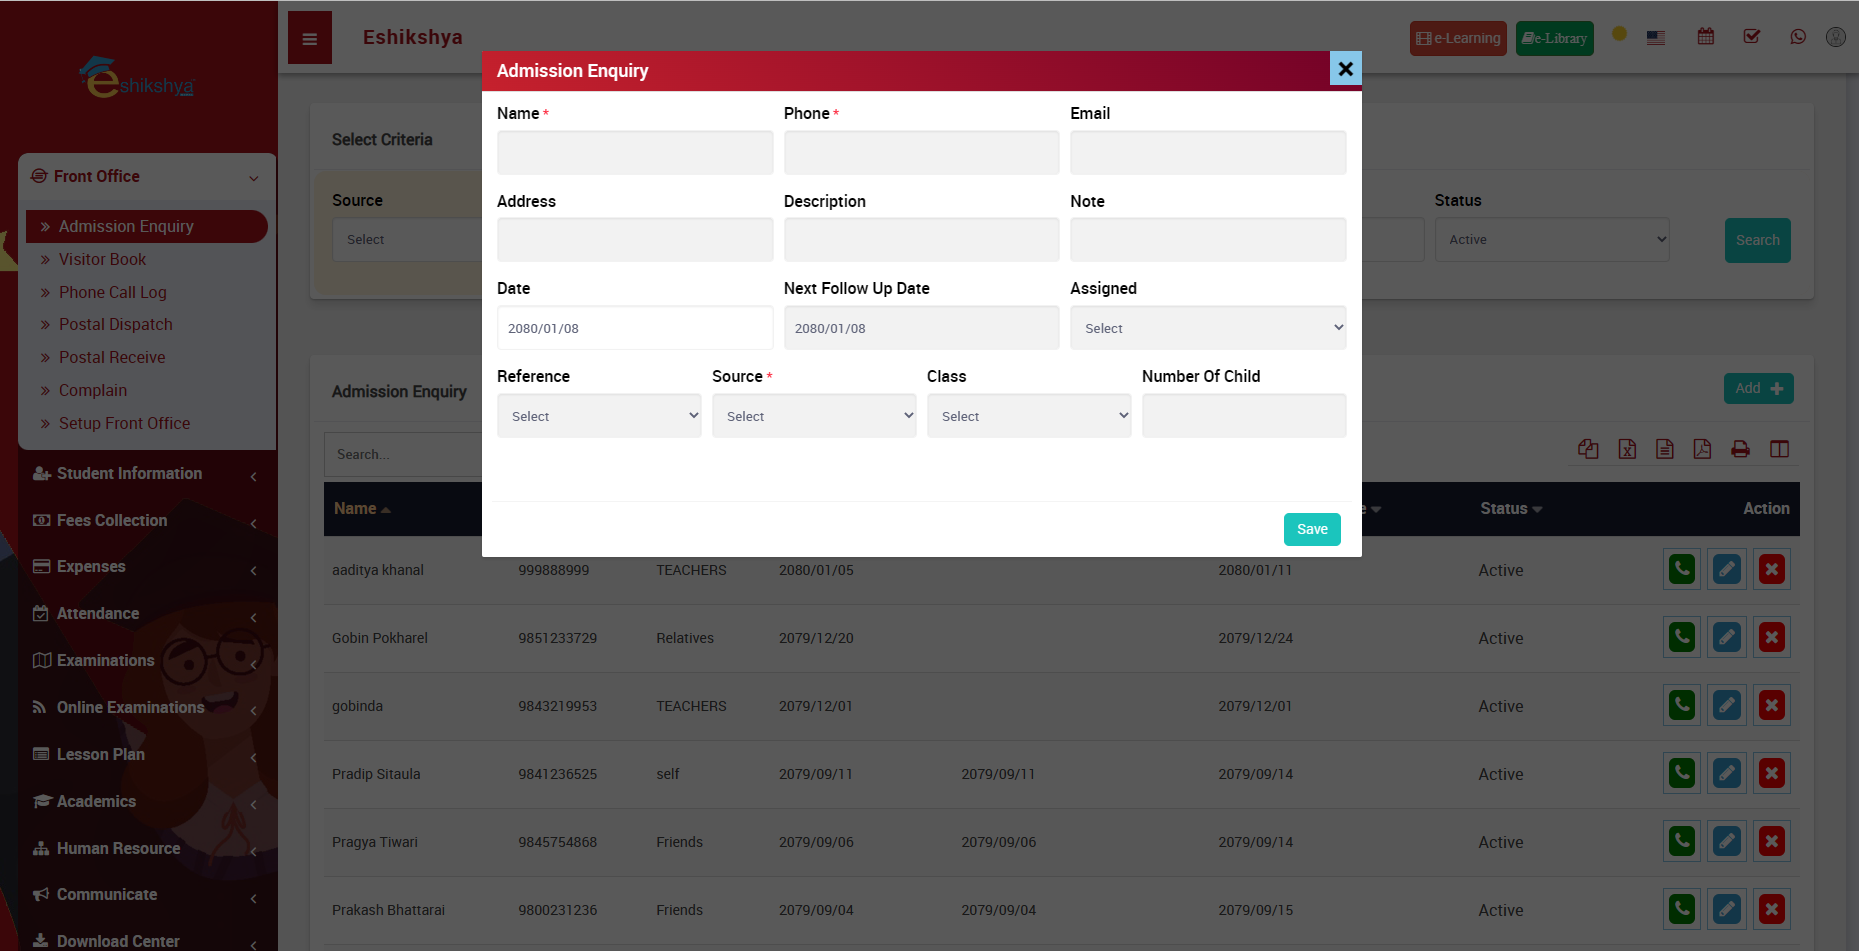 Eshikshya
e-Learning
e-Library
eshikshya
Front Office
Admission Enquiry
Visitor Book
Phone Call Log
Postal Dispatch
Postal Receive
Complain
Setup Front Office
Student Information
Fees Collection
Expenses
Attendance
Examinations
Online Examinations
Lesson Plan
Academics
Human Resource
Communicate
Download Center
Select Criteria
Source
Select
Status
Active
Search
Admission Enquiry
Name *
Phone *
Email
Address
Description
Note
Date
Next Follow Up Date
Assigned
2080/01/08
2080/01/08
Select
Reference
Source *
Class
Number Of Child
Select
Select
Select
Save
Admission Enquiry
Add
Search...
Name
e
Status
Action
aaditya khanal 999888999 TEACHERS 2080/01/05 2080/01/11 Active
Gobin Pokharel 9851233729 Relatives 2079/12/20 2079/12/24 Active
gobinda 9843219953 TEACHERS 2079/12/01 2079/12/01 Active
Pradip Sitaula 9841236525 self 2079/09/11 2079/09/11 2079/09/14 Active
Pragya Tiwari 9845754868 Friends 2079/09/06 2079/09/06 2079/09/14 Active
Prakash Bhattarai 9800231236 Friends 2079/09/04 2079/09/04 2079/09/15 Active